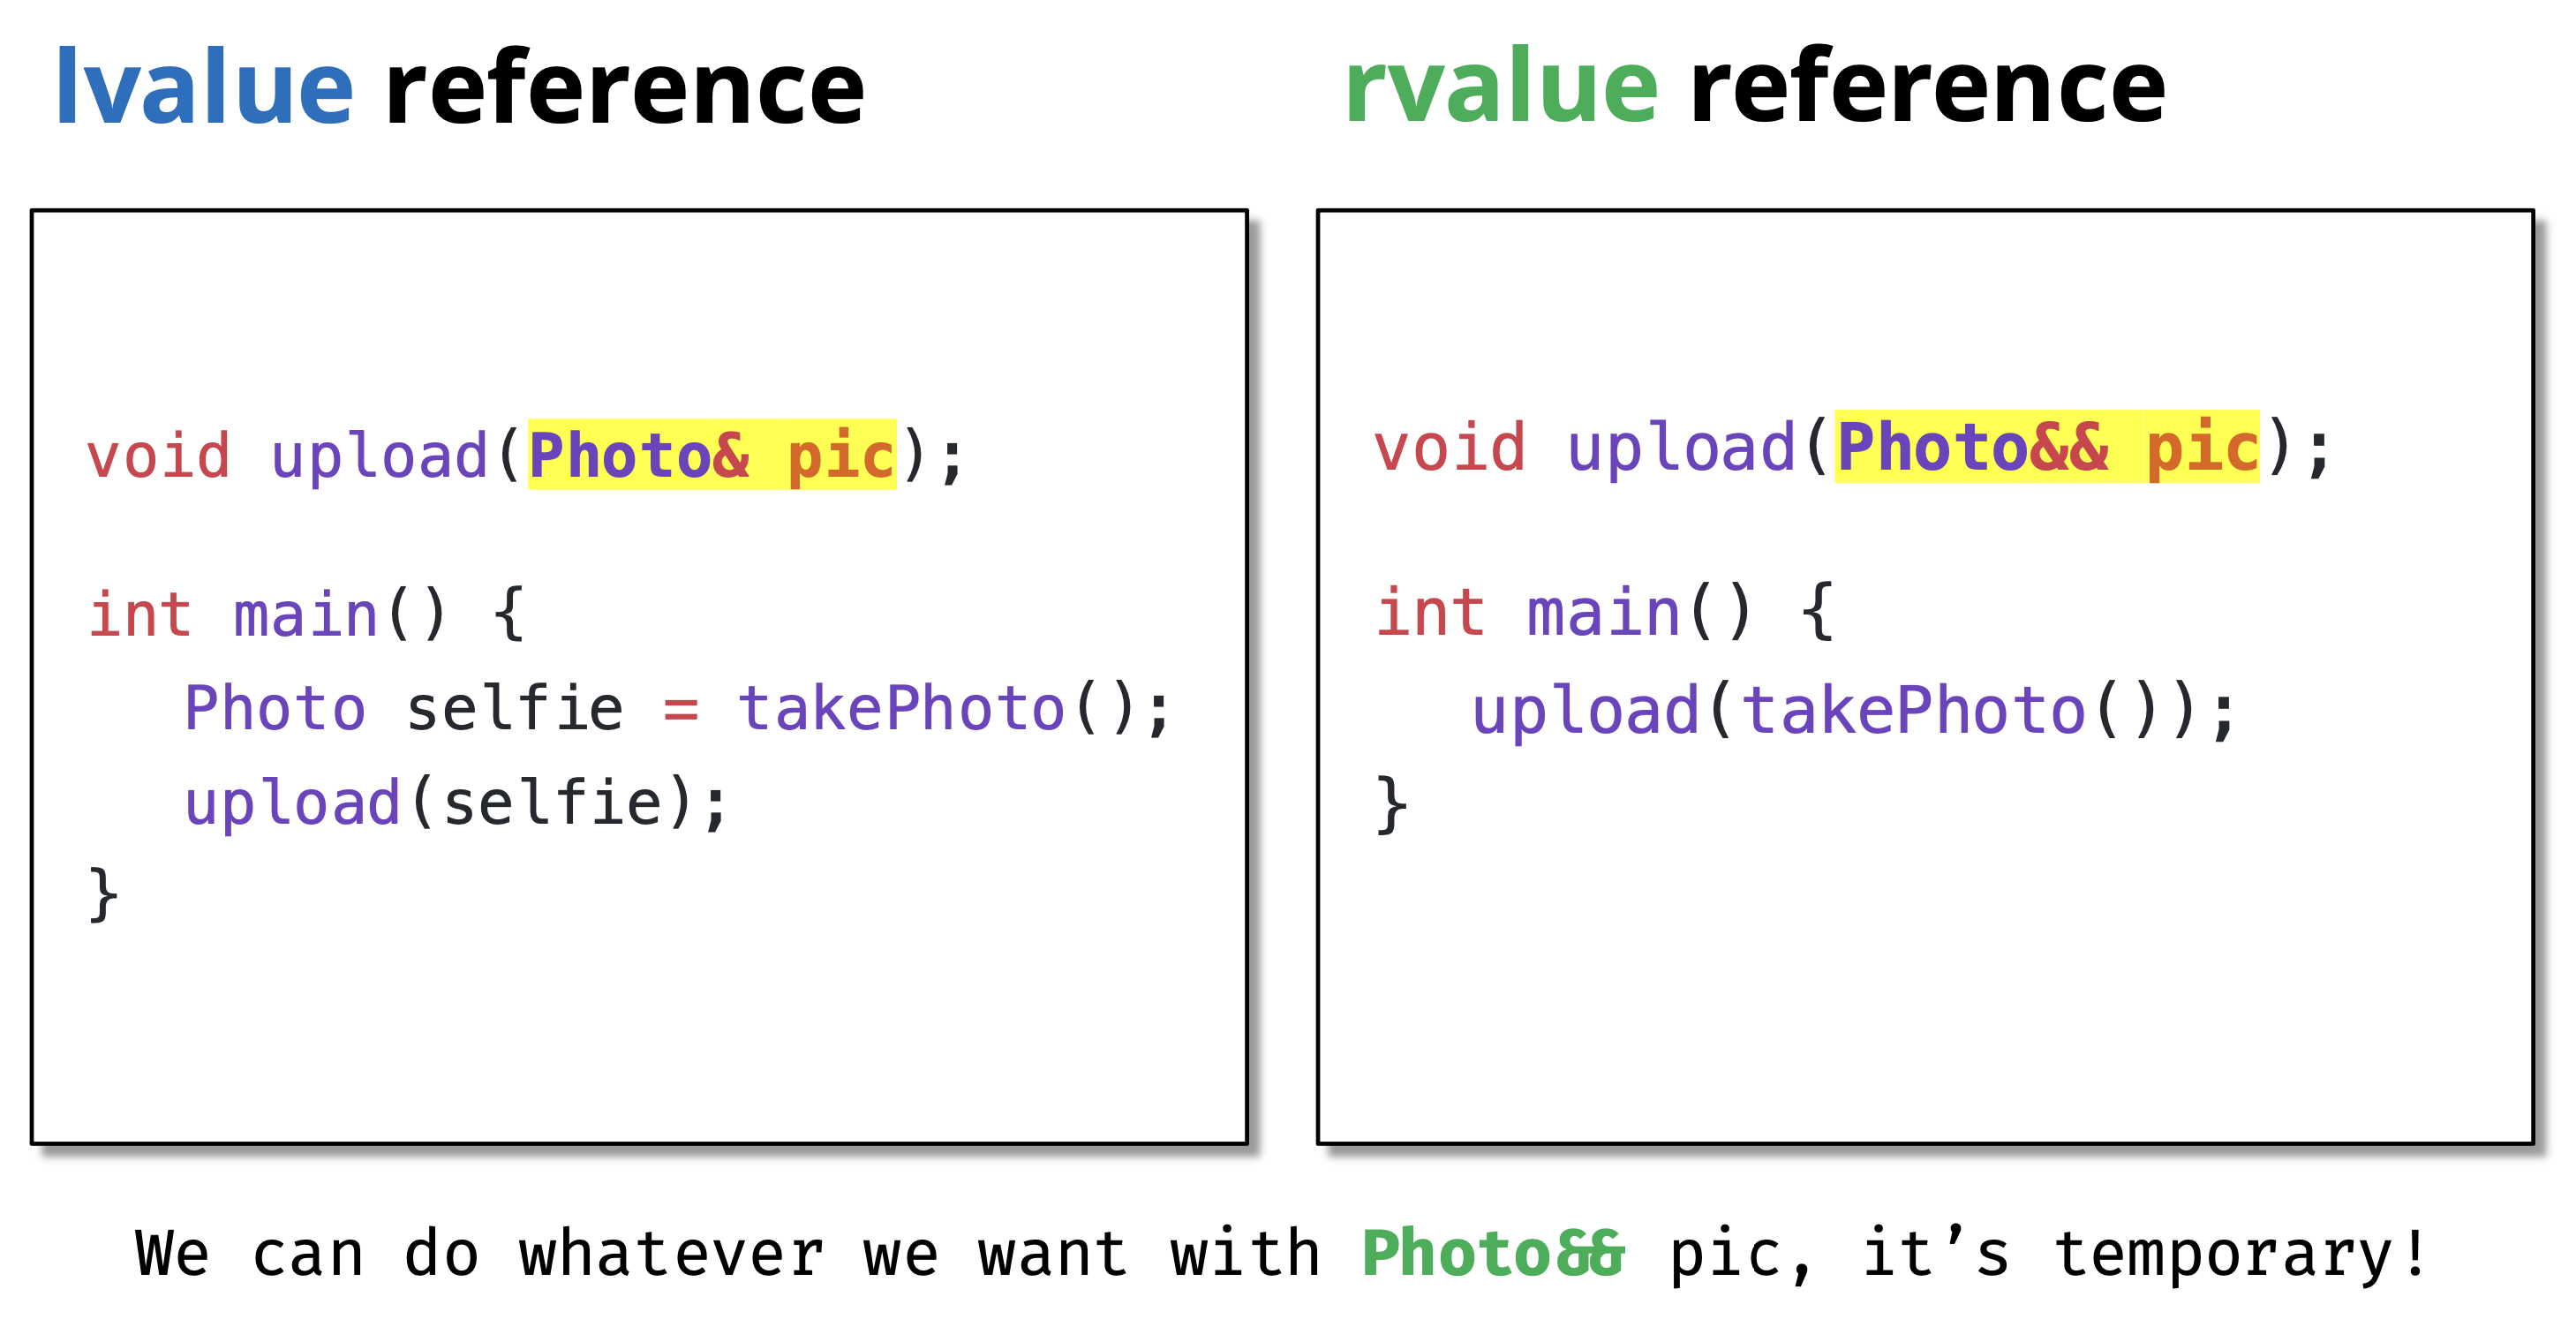 lvalue reference
void upload(Photo& pic);
int main() {
Photo selfie = takePhoto();
upload(selfie);
}
rvalue reference
void upload(Photo&& pic);
int main() {
upload(takePhoto());
}
We can do whatever we want with Photo&& pic, it’s temporary!